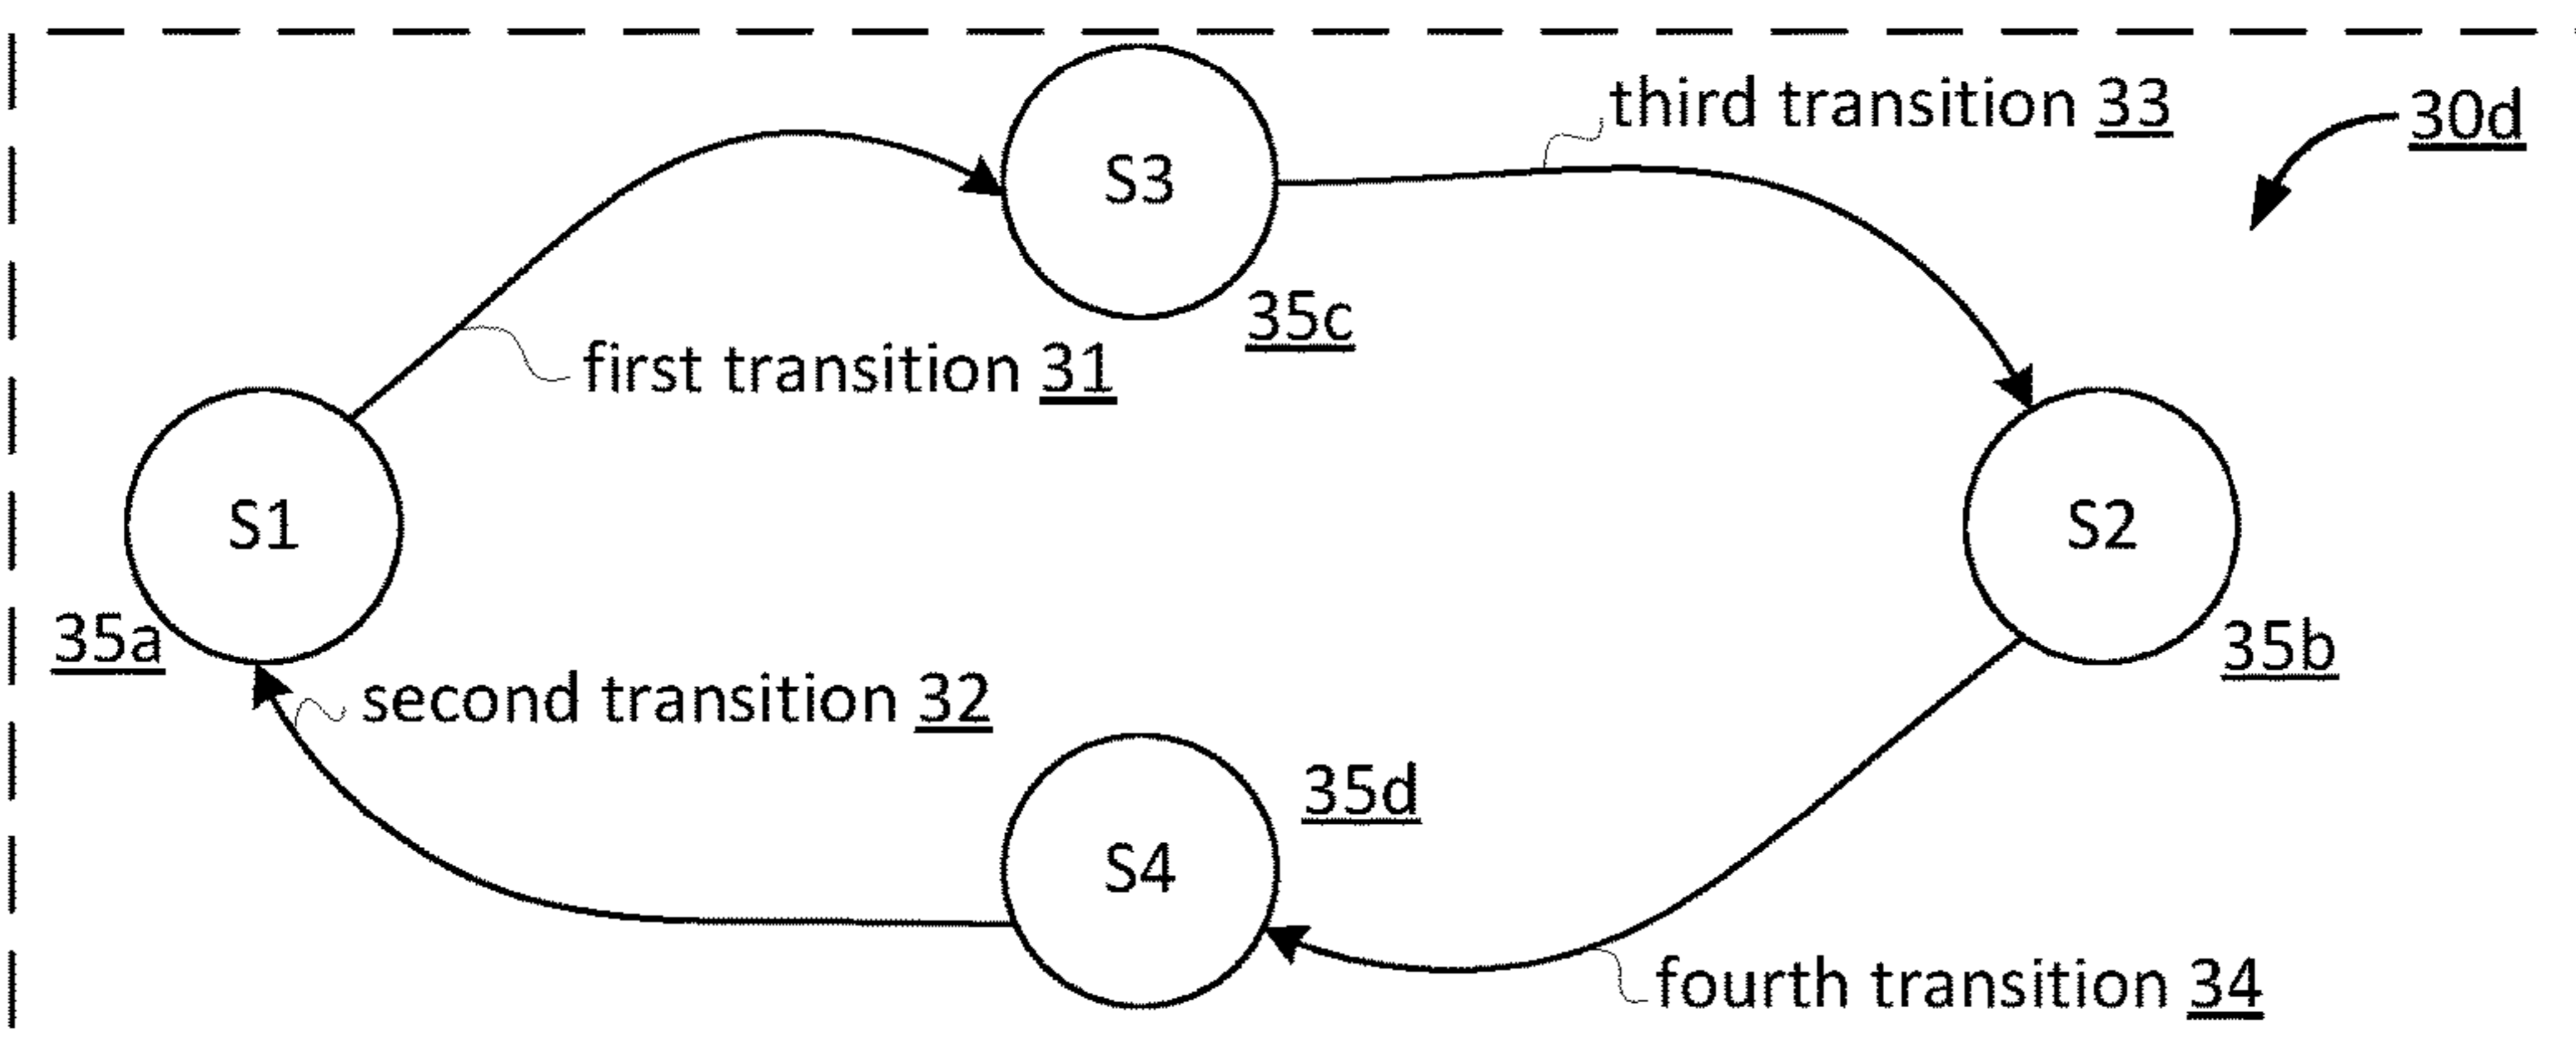 third transition 33
30d
S3
35c
first transition 31
S1
S2
35a
35b
second transition 32
35d
S4
fourth transition 34